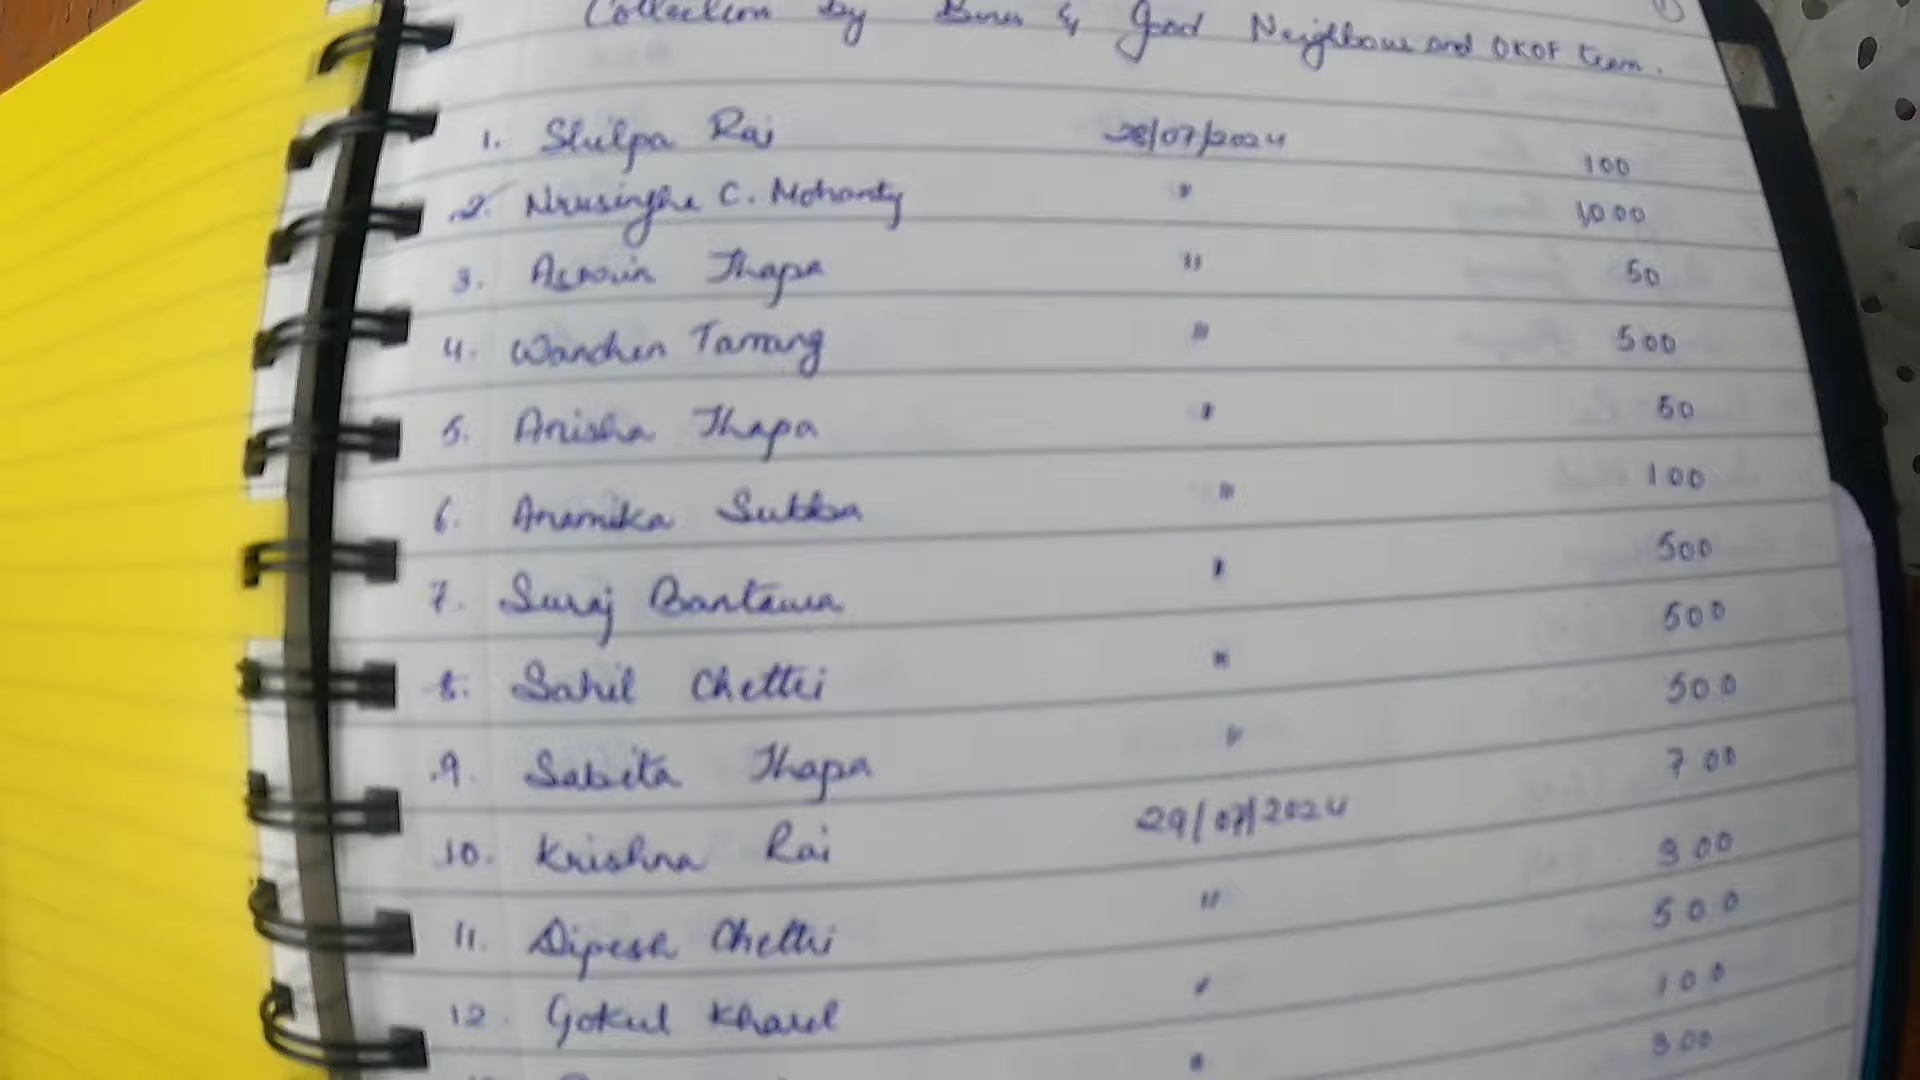 Collection by & Good Neighbour and OKOF team.
1. Shilpa Rai 28/07/2024 100
2. Nrusingha C. Mohanty " 1000
3. Thapa " 50
4. Wanchen Tamang " 500
5. Anisha Thapa " 50
6. Anamika Subba " 100
7. Suraj Bantawa " 500
8. Sahil Chettri " 500
9. Sabita Thapa " 500
10. Krishna Rai 29/07/2024 700
11. Dipesh Chettri " 300
12. Gokul Kharel " 500
" 100
300